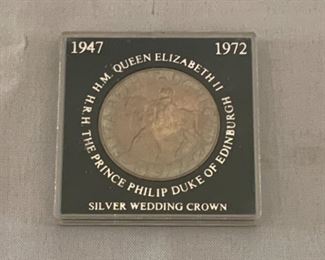 1947 1972
H.M. QUEEN ELIZABETH II
H.R.H THE PRINCE PHILIP DUKE OF EDINBURGH
SILVER WEDDING CROWN